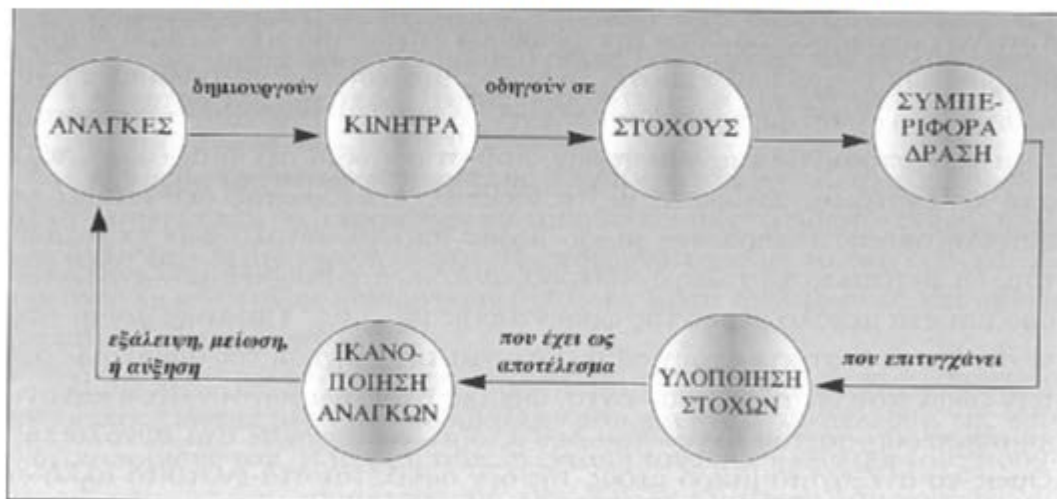 ΑΝΑΓΚΕΣ
δημιουργούν
ΚΙΝΗΤΡΑ
οδηγούν σε
ΣΤΟΧΟΥΣ
ΣΥΜΠΕ-
ΡΙΦΟΡΑ
ΔΡΑΣΗ
που επιτυγχάνει
ΥΛΟΠΟΙΗΣΗ
ΣΤΟΧΩΝ
που έχει ως
αποτέλεσμα
ΙΚΑΝΟ-
ΠΟΙΗΣΗ
ΑΝΑΓΚΩΝ
εξάλειψη, μείωση,
ή αύξηση